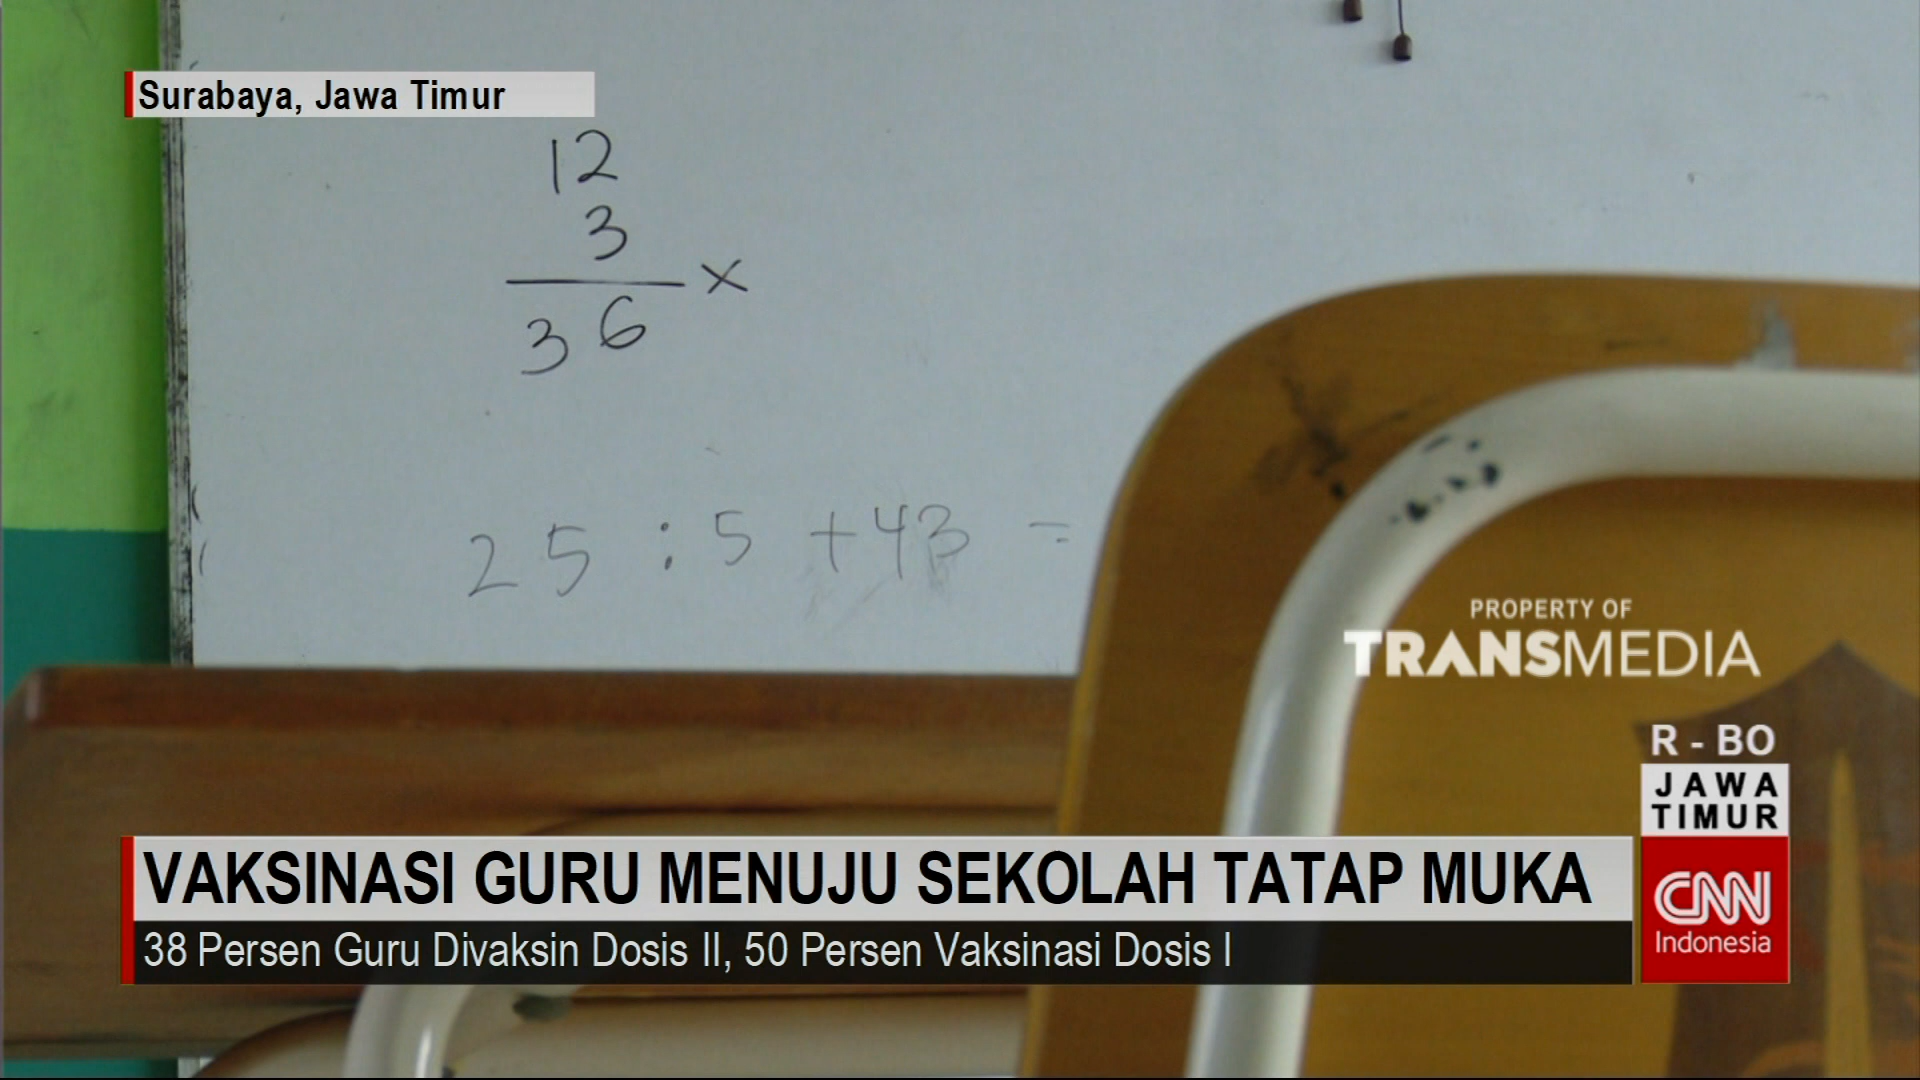 Surabaya, Jawa Timur
12
3
×
36
25 : 5 + 43 =
PROPERTY OF
TRANSMEDIA
R - BO
JAWA
TIMUR
VAKSINASI GURU MENUJU SEKOLAH TATAP MUKA
38 Persen Guru Divaksin Dosis II, 50 Persen Vaksinasi Dosis I
CNN
Indonesia